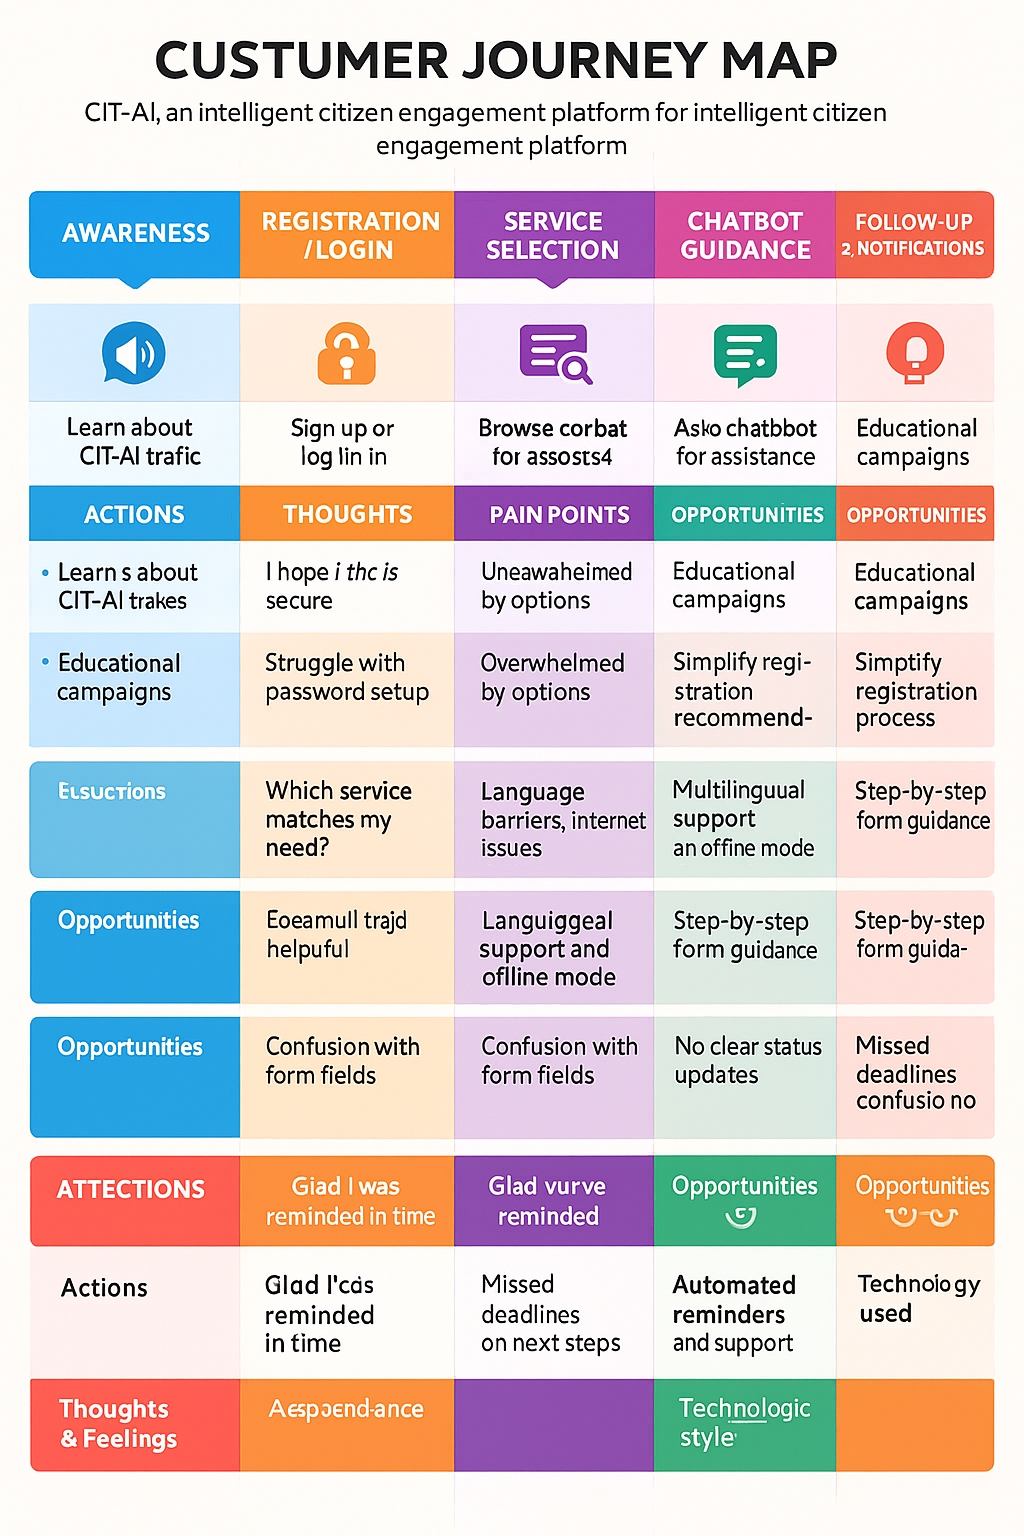 CUSTUMER JOURNEY MAP
CIT-AI, an intelligent citizen engagement platform for intelligent citizen
engagement platform
AWARENESS
REGISTRATION
/LOGIN
SERVICE
SELECTION
CHATBOT
GUIDANCE
FOLLOW-UP
2, NOTIFICATIONS
Learn about
CIT-AI trafic
Sign up or
log lin in
Browse corbat
for assosts4
Asko chatbbot
for assistance
Educational
campaigns
ACTIONS
THOUGHTS
PAIN POINTS
OPPORTUNITIES
OPPORTUNITIES
• Learn s about
CIT-AI trakes
I hope i thc is
secure
Uneawaheimed
by options
Educational
campaigns
Educational
campaigns
• Educational
campaigns
Struggle with
password setup
Overwhelmed
by options
Simplify regi-
stration
recommend-
Simptify
registration
process
Which service
matches my
need?
Language
barriers, internet
issues
Multilinguual
support
an offine mode
Step-by-step
form guidance
Opportunities
Eoeamull trajd
helpuful
Languiggeal
support and
oflline mode
Step-by-step
form guidance
Step-by-step
form guida-
Opportunities
Confusion with
form fields
Confusion with
form fields
No clear status
updates
Missed
deadlines
confusio no
ATTECTIONS
Giad I was
reminded in time
Glad vurve
reminded
Opportunities
Opportunities
Actions
Glad I'cas
reminded
in time
Missed
deadlines
on next steps
Automated
reminders
and support
Technology
used
Thoughts
& Feelings
Technologic
style